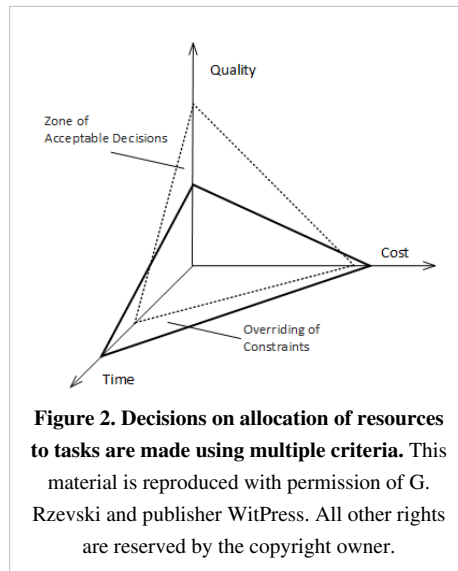 Quality
Zone of
Acceptable Decisions
Cost
Overriding of
Constraints
Time
Figure 2. Decisions on allocation of resources
to tasks are made using multiple criteria. This
material is reproduced with permission of G.
Rzevski and publisher WitPress. All other rights
are reserved by the copyright owner.